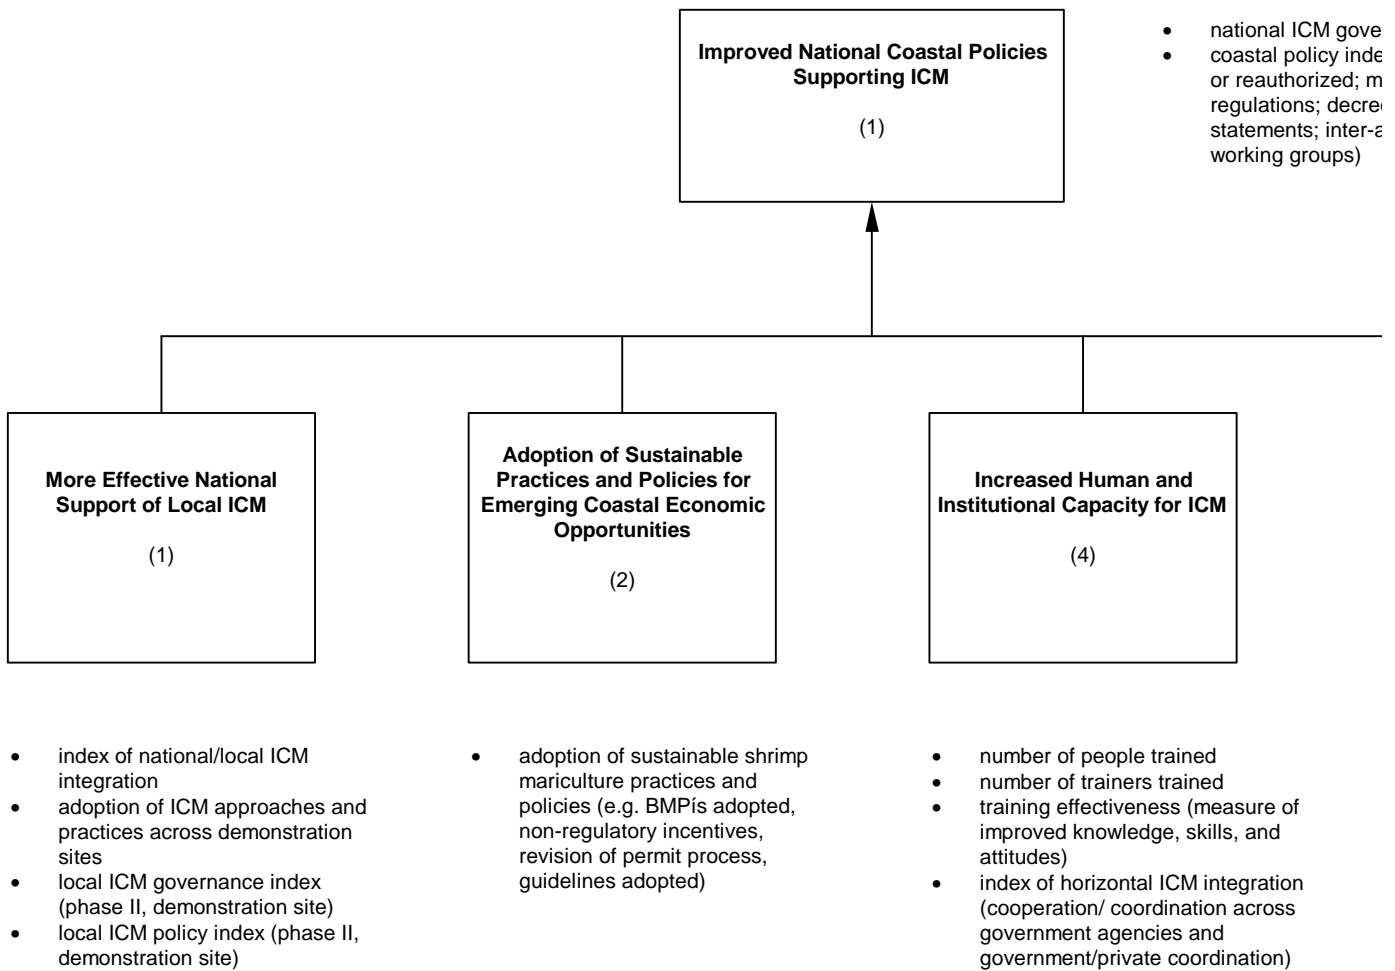 Improved National Coastal Policies
Supporting ICM
(1)
• national ICM gove
• coastal policy inde
or reauthorized; m
regulations; decre
statements; inter-a
working groups)
More Effective National
Support of Local ICM
(1)
Adoption of Sustainable
Practices and Policies for
Emerging Coastal Economic
Opportunities
(2)
Increased Human and
Institutional Capacity for ICM
(4)
• index of national/local ICM
integration
• adoption of ICM approaches and
practices across demonstration
sites
• local ICM governance index
(phase II, demonstration site)
• local ICM policy index (phase II,
demonstration site)
• adoption of sustainable shrimp
mariculture practices and
policies (e.g. BMPís adopted,
non-regulatory incentives,
revision of permit process,
guidelines adopted)
• number of people trained
• number of trainers trained
• training effectiveness (measure of
improved knowledge, skills, and
attitudes)
• index of horizontal ICM integration
(cooperation/ coordination across
government agencies and
government/private coordination)